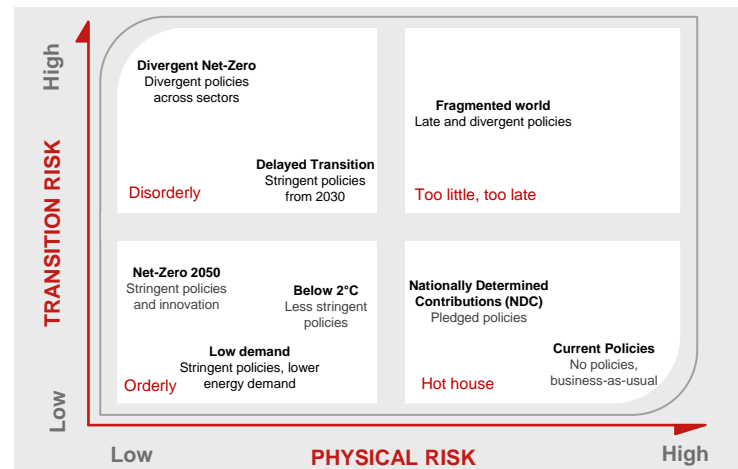 High
TRANSITION RISK
Low
Divergent Net-Zero
Divergent policies
across sectors
Delayed Transition
Stringent policies
from 2030
Disorderly
Fragmented world
Late and divergent policies
Too little, too late
Net-Zero 2050
Stringent policies
and innovation
Below 2°C
Less stringent
policies
Low demand
Stringent policies, lower
energy demand
Orderly
Nationally Determined
Contributions (NDC)
Pledged policies
Current Policies
No policies,
business-as-usual
Hot house
Low
PHYSICAL RISK
High